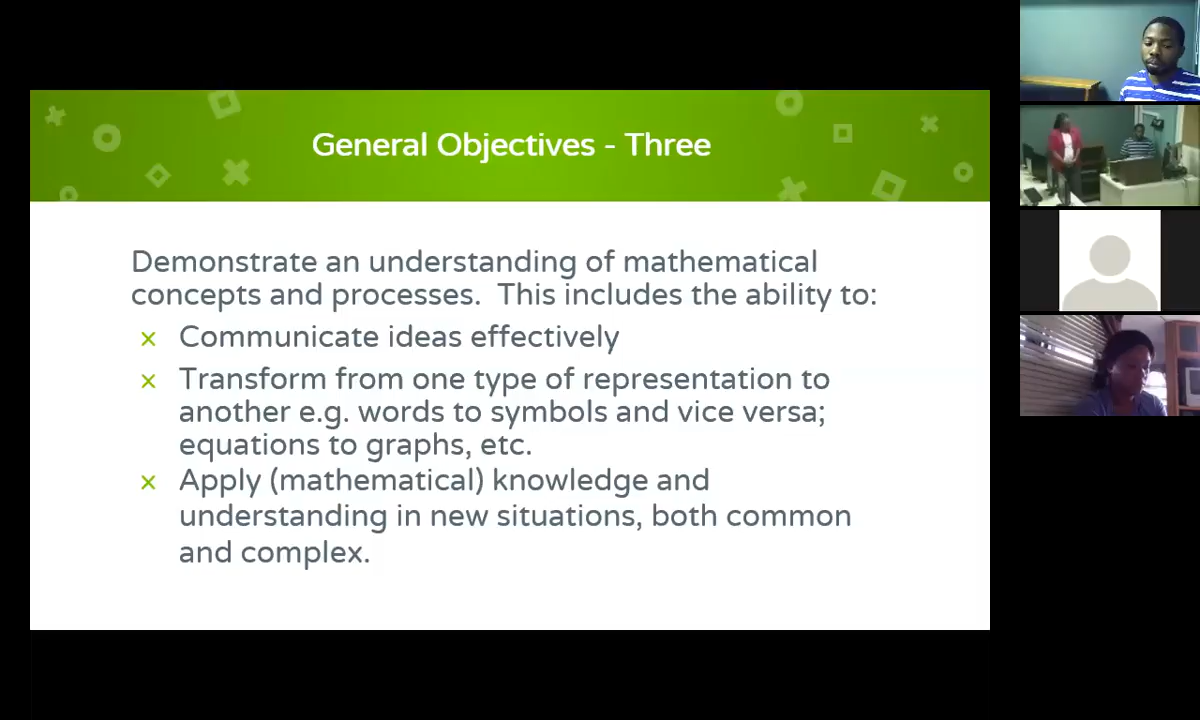 General Objectives - Three
Demonstrate an understanding of mathematical
concepts and processes. This includes the ability to:
Communicate ideas effectively
Transform from one type of representation to
another e.g. words to symbols and vice versa;
equations to graphs, etc.
Apply (mathematical) knowledge and
understanding in new situations, both common
and complex.